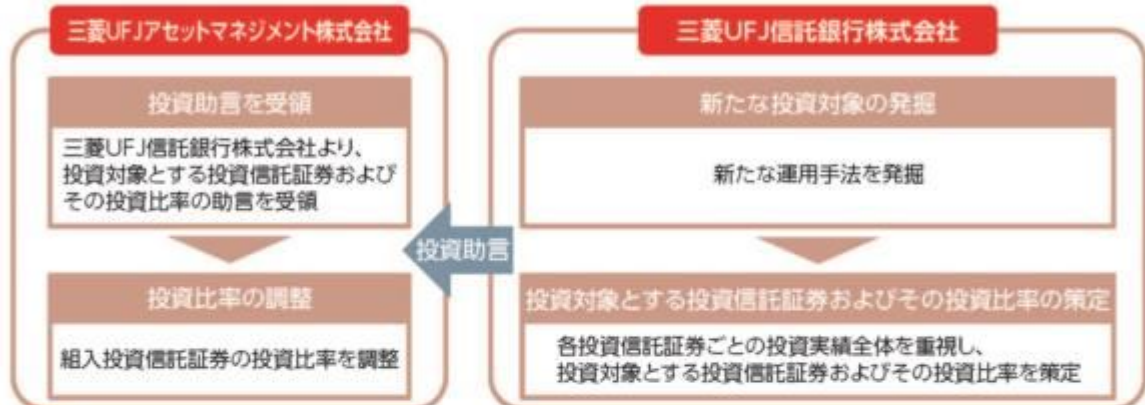 三菱UFJアセットマネジメント株式会社
投資助言を受領
三菱UFJ信託銀行株式会社より、
投資対象とする投資信託証券および
その投資比率の助言を受領
投資比率の調整
組入投資信託証券の投資比率を調整
投資助言
三菱UFJ信託銀行株式会社
新たな投資対象の発掘
新たな運用手法を発掘
投資対象とする投資信託証券およびその投資比率の策定
各投資信託証券ごとの投資実績全体を重視し、
投資対象とする投資信託証券およびその投資比率を策定